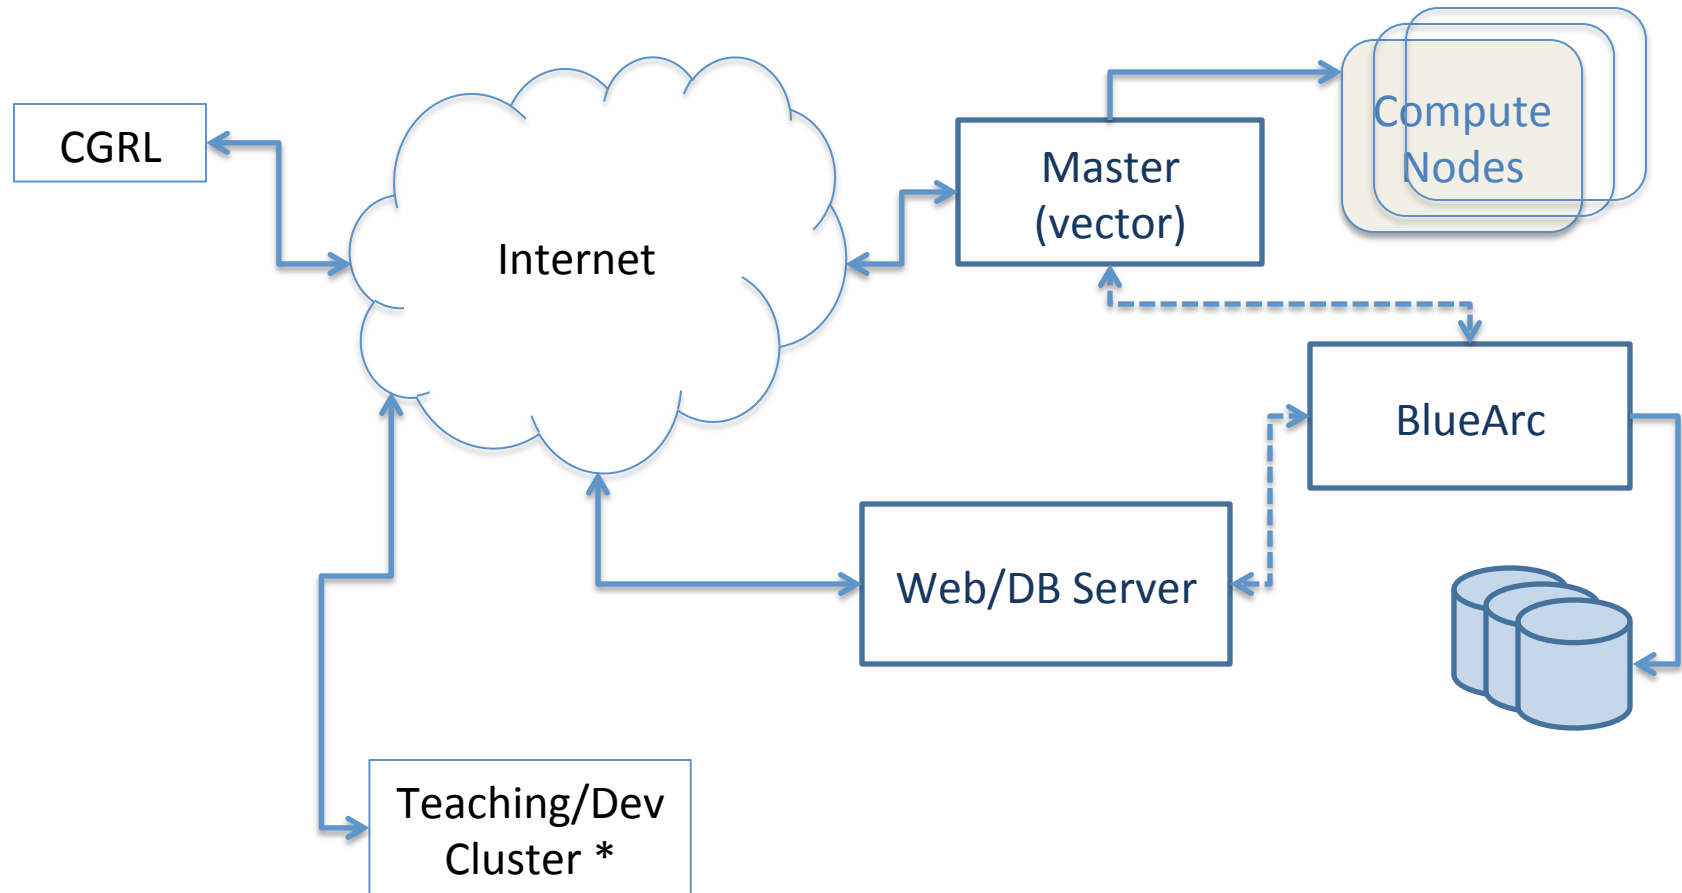 CGRL
Internet
Master
(vector)
Compute
Nodes
BlueArc
Web/DB Server
Teaching/Dev
Cluster *